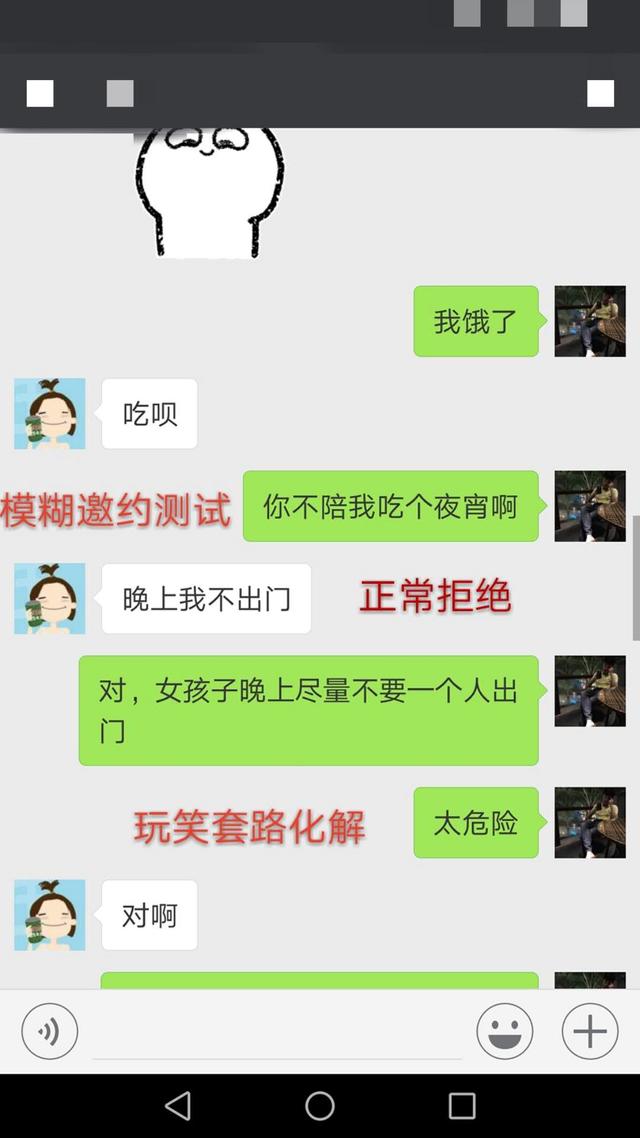 我饿了
吃呗
模糊邀约测试
你不陪我吃个夜宵啊
晚上我不出门
正常拒绝
对，女孩子晚上尽量不要一个人出
门
玩笑套路化解
太危险
对啊